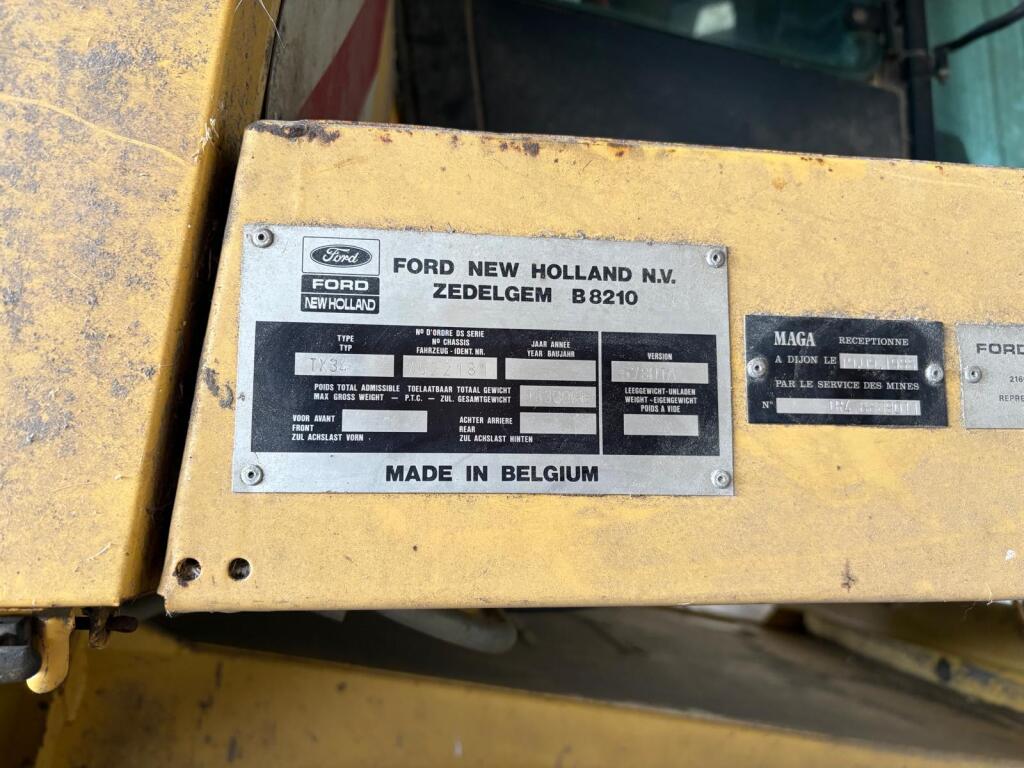 Ford
FORD
NEW HOLLAND
FORD NEW HOLLAND N.V.
ZEDELGEM B 8210
TYPE
TYP
TX34
Nº D'ORDRE DS SERIE
Nº CHASSIS
FAHRZEUG - IDENT. NR.
JAAR ANNEE
YEAR BAUJAHR
VERSION
POIDS TOTAL ADMISSIBLE TOELAATBAAR TOTAAL GEWICHT
MAX GROSS WEIGHT - P.T.C. - ZUL. GESAMTGEWICHT
LEEGGEWICHT-UNLADEN
WEIGHT - EIGENGEWICHT
POIDS A VIDE
VOOR AVANT
FRONT
ZUL ACHSLAST VORN
ACHTER ARRIERE
REAR
ZUL ACHSLAST HINTEN
MADE IN BELGIUM
MAGA RECEPTIONNE
A DIJON LE
PAR LE SERVICE DES MINES
Nº
FORD
216
REPRE